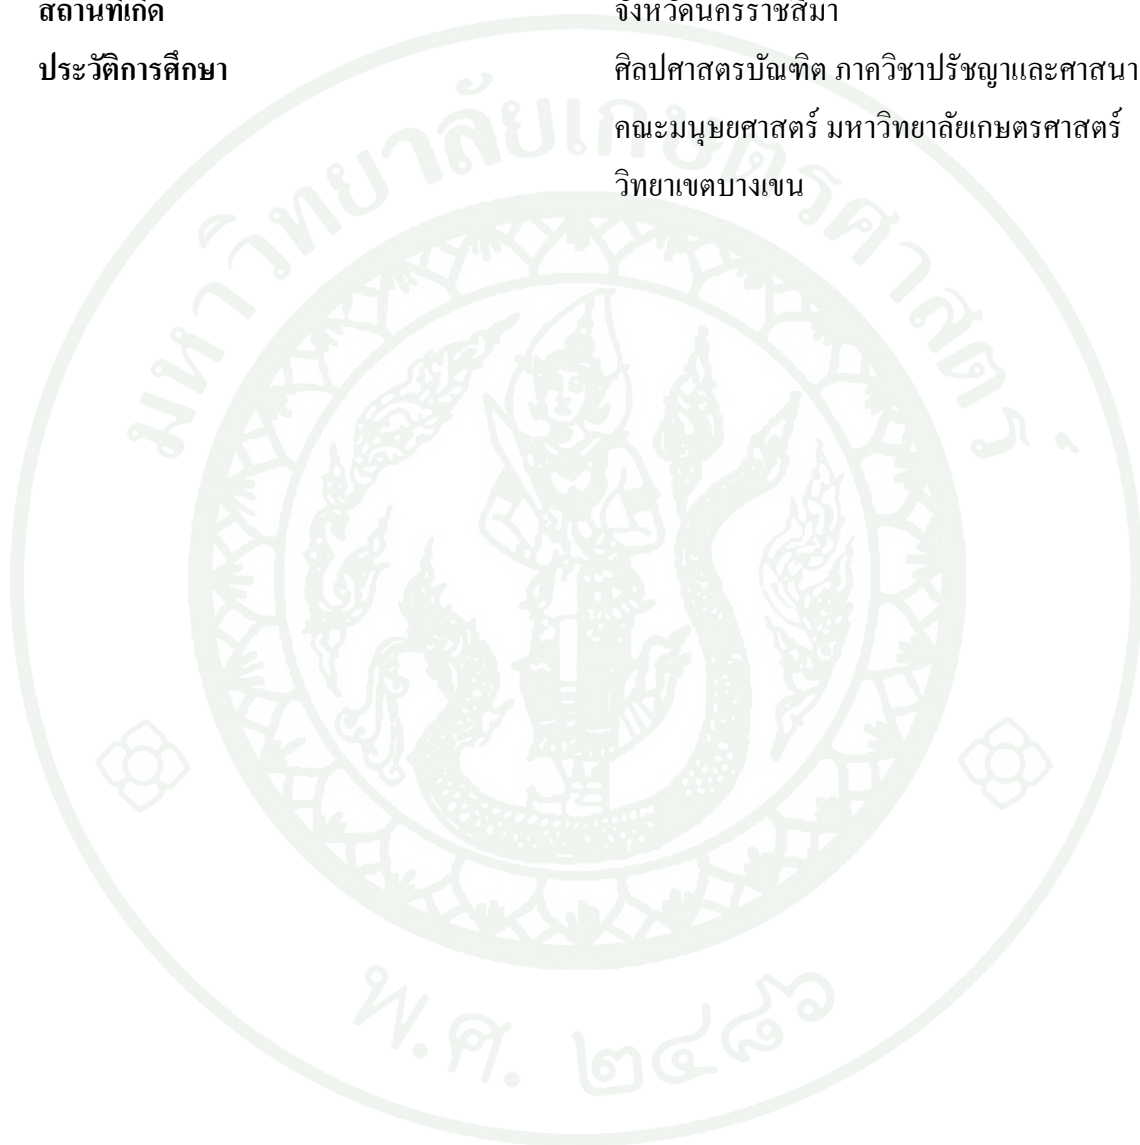 สถานที่เกิด จังหวัดนครราชสีมา
ประวัติการศึกษา ศิลปศาสตรบัณฑิต ภาควิชาปรัชญาและศาสนา
คณะมนุษยศาสตร์ มหาวิทยาลัยเกษตรศาสตร์
วิทยาเขตบางเขน
มหาวิทยาลัยเกษตรศาสตร์
พ.ศ. ๒๔๘๖